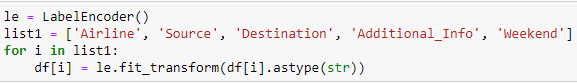 le = LabelEncoder()
list1 = ['Airline', 'Source', 'Destination', 'Additional_Info', 'Weekend']
for i in list1:
    df[i] = le.fit_transform(df[i].astype(str))